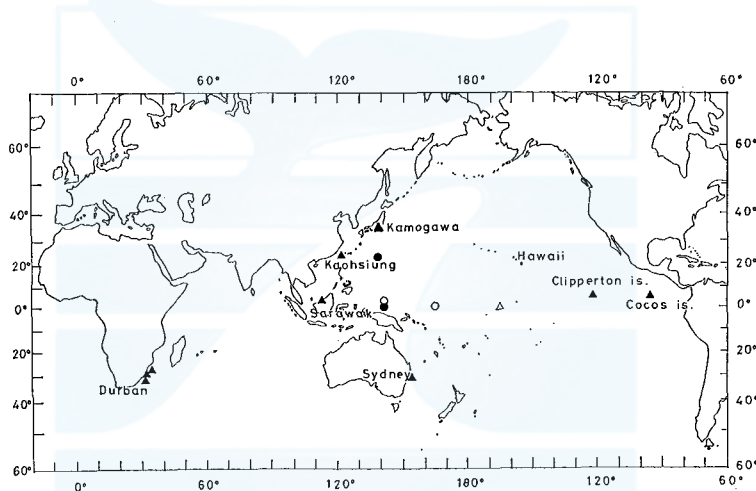 0° 60° 120° 180° 120° 60°
60° 60°
Kamogawa
40° 40°
Kaohsiung
Hawaii
20° 20°
Clipperton is.
Sarawak
Cocos is.
0° 0°
20° 20°
Sydney
Durban
40° 40°
60° 60°
0° 60° 120° 180° 120° 60°